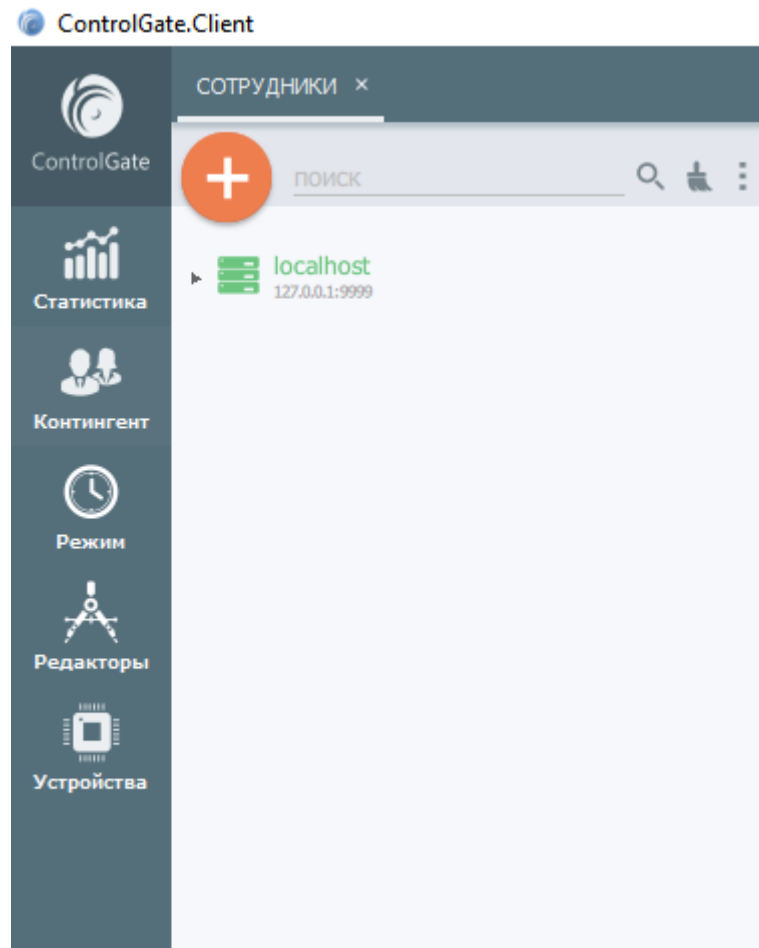 ControlGate.Client
СОТРУДНИКИ ×
ControlGate
поиск
localhost
127.0.0.1:9999
Статистика
Контингент
Режим
Редакторы
Устройства